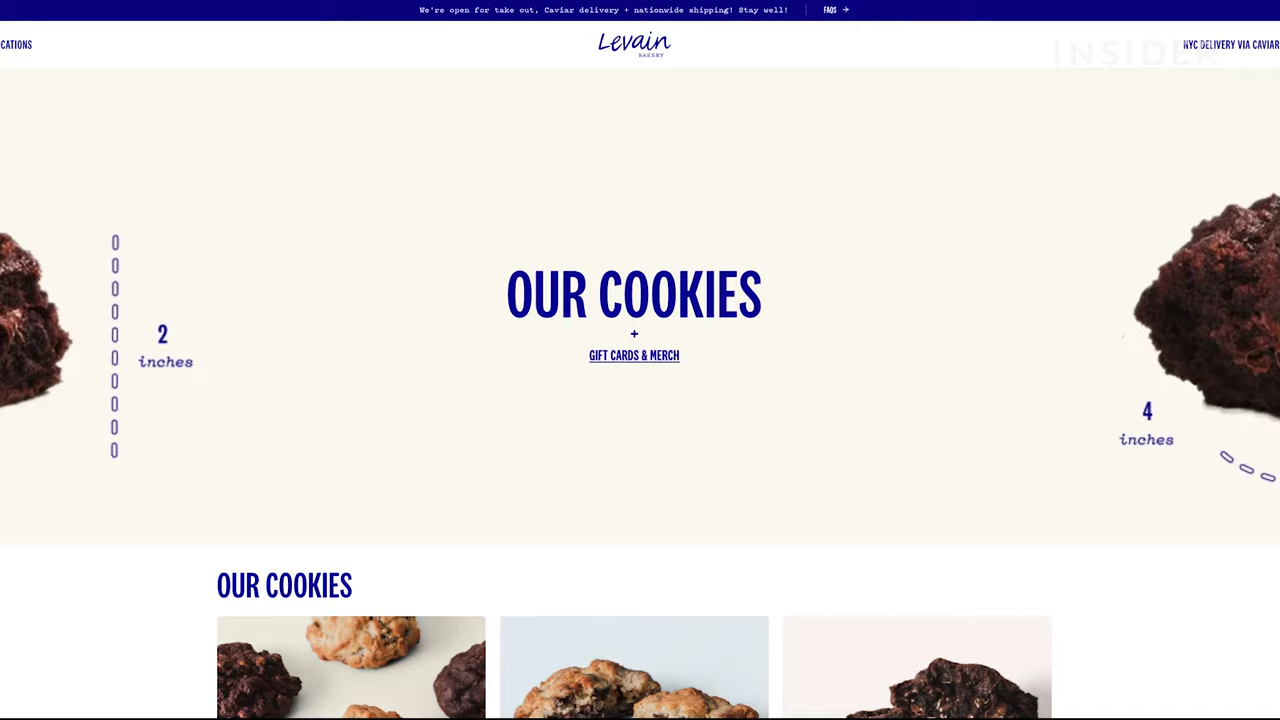 We're open for take out, Caviar delivery + nationwide shipping! Stay well!
FAQS →
CATIONS
Levain
BAKERY
INSIDER
NYC DELIVERY VIA CAVIAR
OUR COOKIES
+
GIFT CARDS & MERCH
2
inches
4
inches
OUR COOKIES